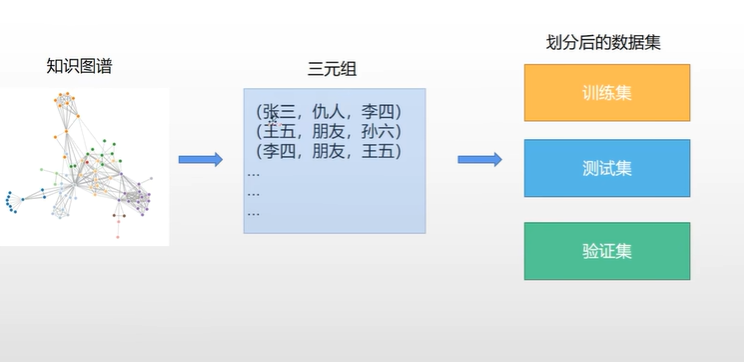 知识图谱
三元组
（张三，仇人，李四）
（王五，朋友，孙六）
（李四，朋友，王五）
...
...
...
划分后的数据集
训练集
测试集
验证集